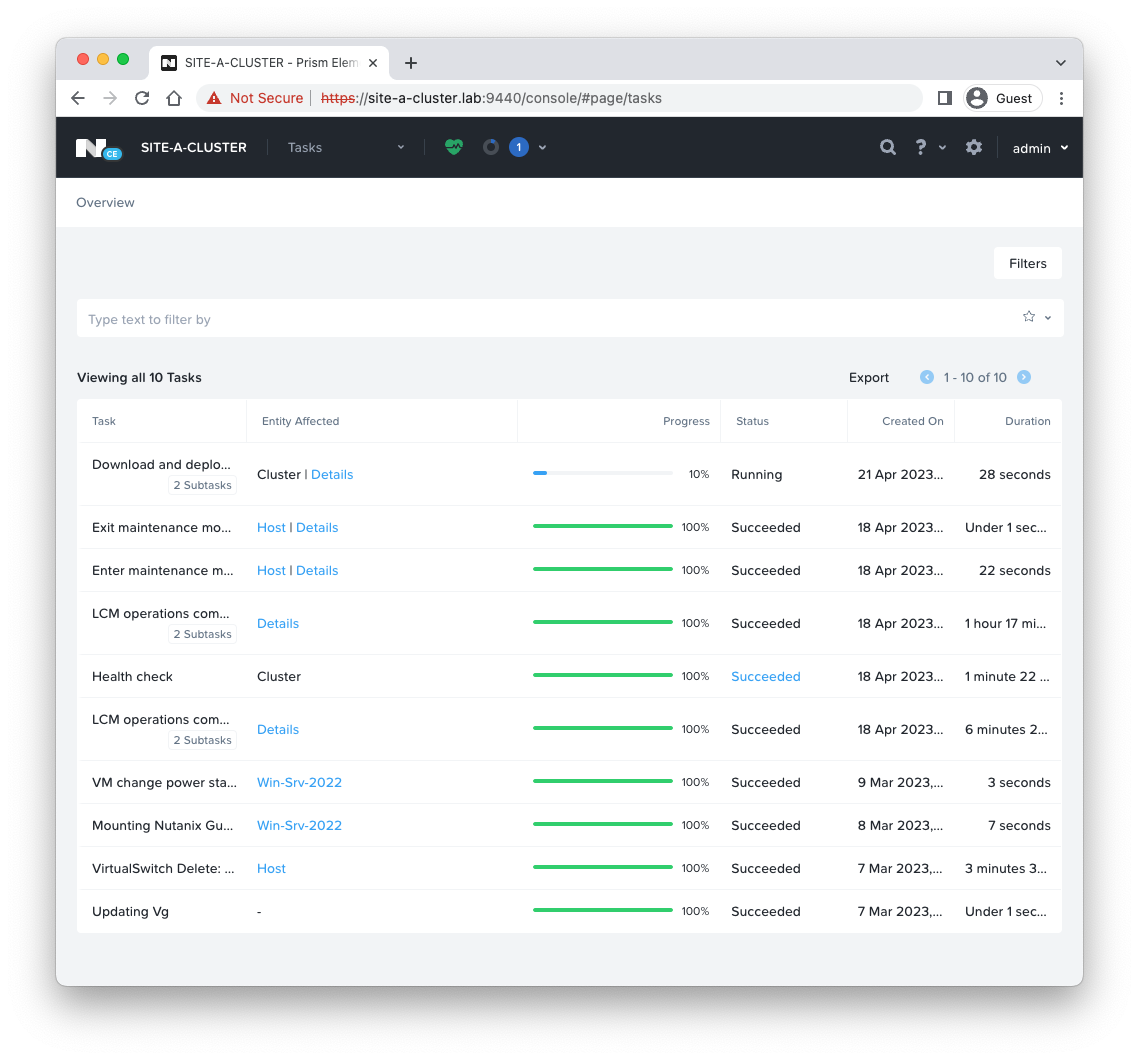 SITE-A-CLUSTER - Prism Elem
Not Secure | https://site-a-cluster.lab:9440/console/#page/tasks Guest
N CE SITE-A-CLUSTER Tasks 1 ? admin
Overview
Filters
Type text to filter by
Viewing all 10 Tasks Export 1 - 10 of 10
Task Entity Affected Progress Status Created On Duration
Download and deplo... Cluster | Details 10% Running 21 Apr 2023... 28 seconds
2 Subtasks
Exit maintenance mo... Host | Details 100% Succeeded 18 Apr 2023... Under 1 sec...
Enter maintenance m... Host | Details 100% Succeeded 18 Apr 2023... 22 seconds
LCM operations com... Details 100% Succeeded 18 Apr 2023... 1 hour 17 mi...
2 Subtasks
Health check Cluster 100% Succeeded 18 Apr 2023... 1 minute 22 ...
LCM operations com... Details 100% Succeeded 18 Apr 2023... 6 minutes 2...
2 Subtasks
VM change power sta... Win-Srv-2022 100% Succeeded 9 Mar 2023,... 3 seconds
Mounting Nutanix Gu... Win-Srv-2022 100% Succeeded 8 Mar 2023,... 7 seconds
VirtualSwitch Delete: ... Host 100% Succeeded 7 Mar 2023,... 3 minutes 3...
Updating Vg - 100% Succeeded 7 Mar 2023,... Under 1 sec...